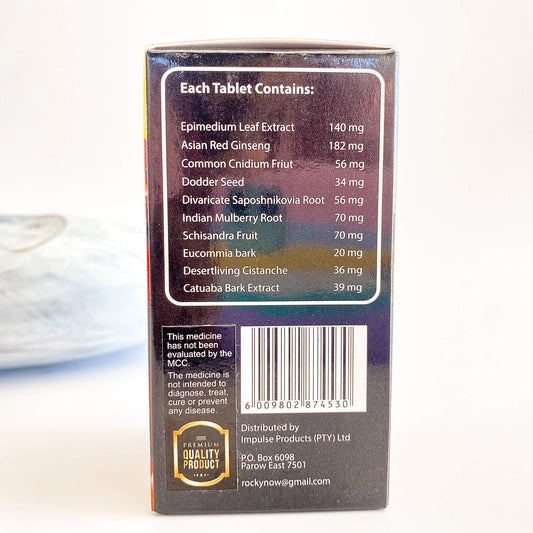 Each Tablet Contains:
Epimedium Leaf Extract 140 mg
Asian Red Ginseng 182 mg
Common Cnidium Friut 56 mg
Dodder Seed 34 mg
Divaricate Saposhnikovia Root 56 mg
Indian Mulberry Root 70 mg
Schisandra Fruit 70 mg
Eucommia bark 20 mg
Desertliving Cistanche 36 mg
Catuaba Bark Extract 39 mg
This medicine
has not been
evaluated by the
MCC.
The medicine is
not intended to
diagnose, treat,
cure or prevent
any disease.
PREMIUM
QUALITY
PRODUCT
6 009802 874530
Distributed by
Impulse Products (PTY) Ltd
P.O. Box 6098
Parow East 7501
rockynow@gmail.com